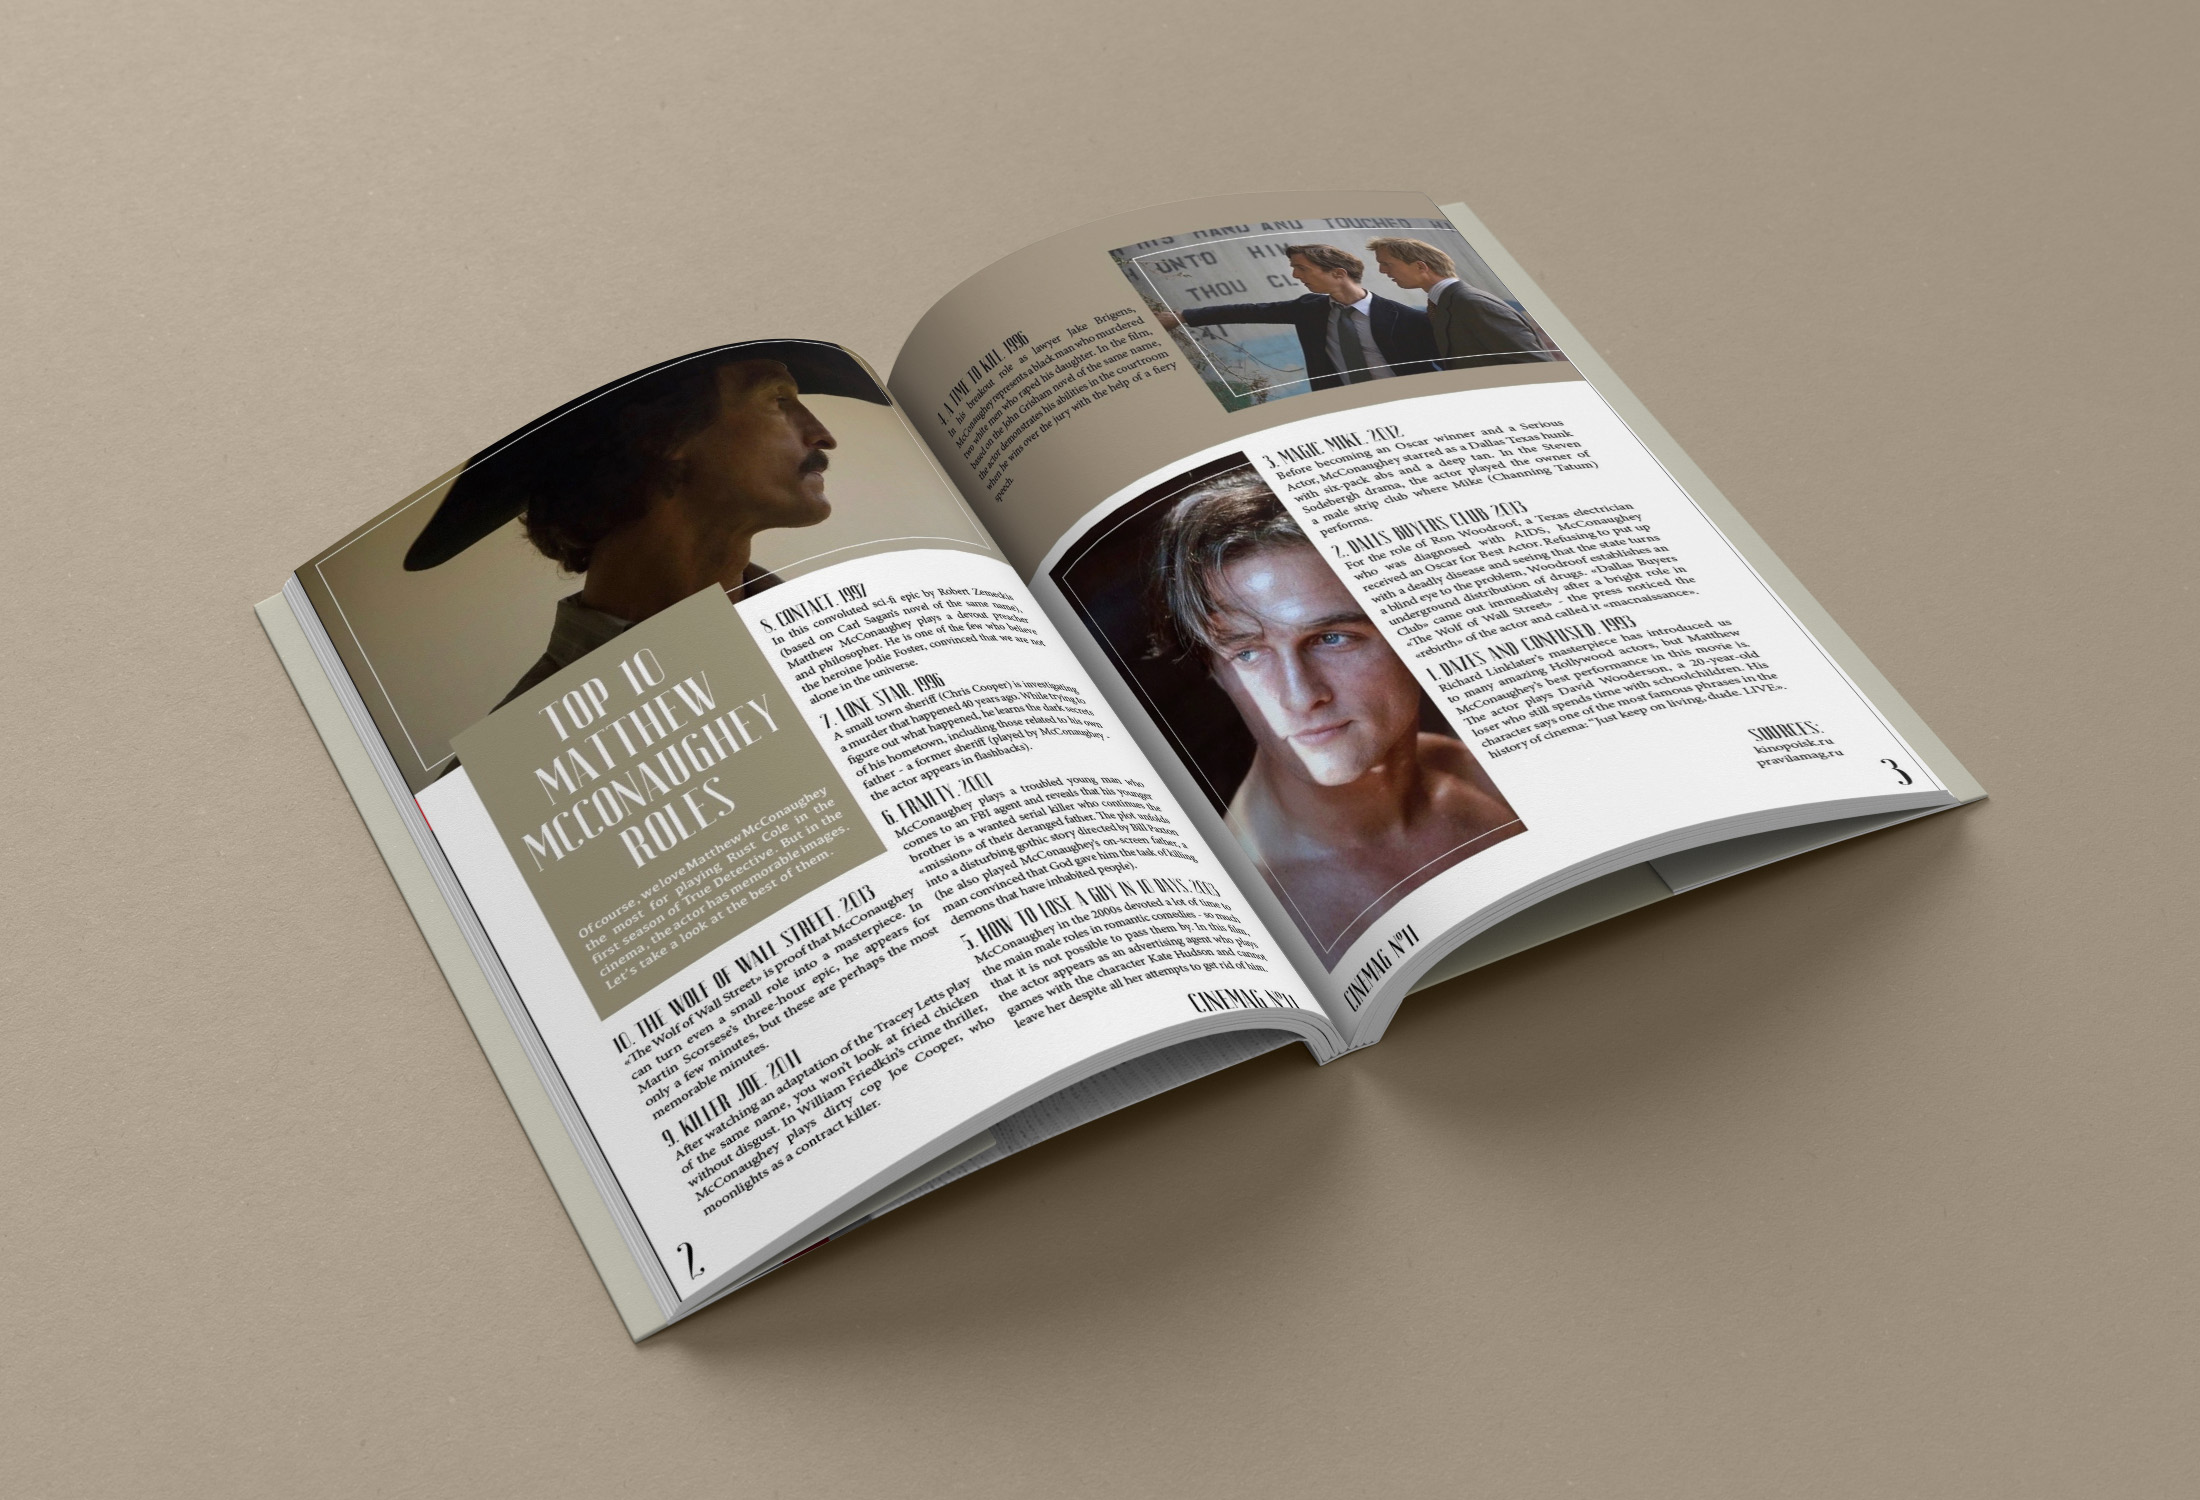 TOP 10
MATTHEW
MCCONAUGHEY
ROLES
Of course, we love Matthew McConaughey
the most for playing Rust Cole in the
first season of True Detective. But in the
cinema, the actor has memorable images.
Let's take a look at the best of them.
10. THE WOLF OF WALL STREET. 2013
«The Wolf of Wall Street» is proof that McConaughey
can turn even a small role into a masterpiece. In
Martin Scorsese's three-hour epic, he appears for
only a few minutes, but these are perhaps the most
memorable minutes.
9. KILLER JOE. 2011
After watching an adaptation of the Tracey Letts play
of the same name, you won't look at fried chicken
without disgust. In William Friedkin's crime thriller,
McConaughey plays dirty cop Joe Cooper, who
moonlights as a contract killer.
2
8. CONTACT. 1997
In this convoluted sci-fi epic by Robert Zemeckis
(based on Carl Sagan's novel of the same name),
Matthew McConaughey plays a devout preacher
and philosopher. He is one of the few who believe
the heroine Jodie Foster, convinced that we are not
alone in the universe.
7. LONE STAR. 1996
A small town sheriff (Chris Cooper) is investigating
a murder that happened 40 years ago. While trying to
figure out what happened, he learns the dark secrets
of his hometown, including those related to his own
father - a former sheriff (played by McConaughey -
the actor appears in flashbacks).
6. FRAILTY. 2001
McConaughey plays a troubled young man who
comes to an FBI agent and reveals that his younger
brother is a wanted serial killer who continues the
«mission» of their deranged father. The plot unfolds
into a disturbing gothic story directed by Bill Paxton
(he also played McConaughey's on-screen father, a
man convinced that God gave him the task of killing
demons that have inhabited people).
5. HOW TO LOSE A GUY IN 10 DAYS. 2003
McConaughey in the 2000s devoted a lot of time to
the main male roles in romantic comedies - so much
that it is not possible to pass them by. In this film,
the actor appears as an advertising agent who plays
games with the character Kate Hudson and cannot
leave her despite all her attempts to get rid of him.
CINEMAG №11
4. A TIME TO KILL. 1996
In his breakout role as lawyer Jake Brigens,
McConaughey represents a black man who murdered
two white men who raped his daughter. In the film,
based on the John Grisham novel of the same name,
the actor demonstrates his abilities in the courtroom
when he wins over the jury with the help of a fiery
speech.
HIS HAND AND TOUCHED
UNTO HIM
THOU
3. MAGIC MIKE. 2012
Before becoming an Oscar winner and a Serious
Actor, McConaughey starred as a Dallas Texas hunk
with six-pack abs and a deep tan. In the Steven
Sodebergh drama, the actor played the owner of
a male strip club where Mike (Channing Tatum)
performs.
2. DALLS BUYERS CLUB 2013
For the role of Ron Woodroof, a Texas electrician
who was diagnosed with AIDS, McConaughey
received an Oscar for Best Actor. Refusing to put up
with a deadly disease and seeing that the state turns
a blind eye to the problem, Woodroof establishes an
underground distribution of drugs. «Dallas Buyers
Club» came out immediately after a bright role in
«The Wolf of Wall Street» - the press noticed the
«rebirth» of the actor and called it «macnaissance».
1. DAZES AND CONFUSED. 1993
Richard Linklater's masterpiece has introduced us
to many amazing Hollywood actors, but Matthew
McConaughey's best performance in this movie is.
The actor plays David Wooderson, a 20-year-old
loser who still spends time with schoolchildren. His
character says one of the most famous phrases in the
history of cinema: "Just keep on living, dude. LIVE».
SOURCES:
kinopoisk.ru
pravilamag.ru
3
CINEMAG №11